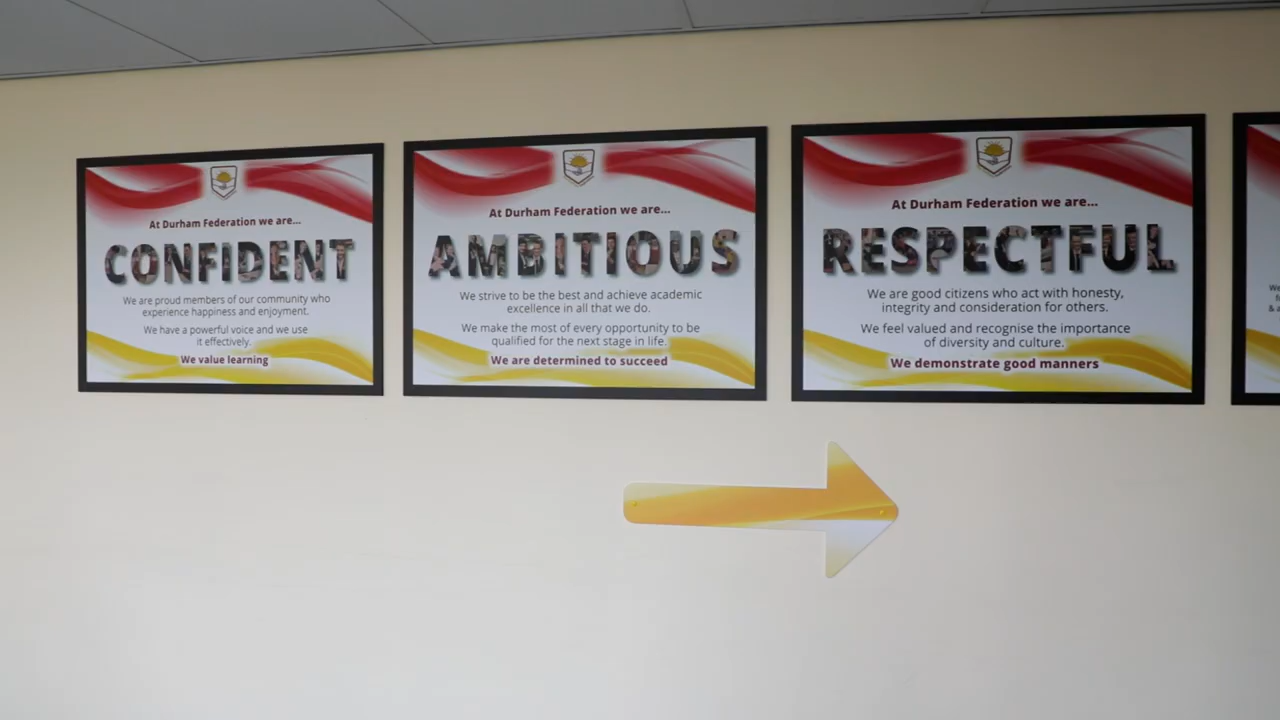 At Durham Federation we are...
CONFIDENT
We are proud members of our community who
experience happiness and enjoyment.
We have a powerful voice and we use
it effectively.
We value learning
At Durham Federation we are...
AMBITIOUS
We strive to be the best and achieve academic
excellence in all that we do.
We make the most of every opportunity to be
qualified for the next stage in life.
We are determined to succeed
At Durham Federation we are...
RESPECTFUL
We are good citizens who act with honesty,
integrity and consideration for others.
We feel valued and recognise the importance
of diversity and culture.
We demonstrate good manners
&